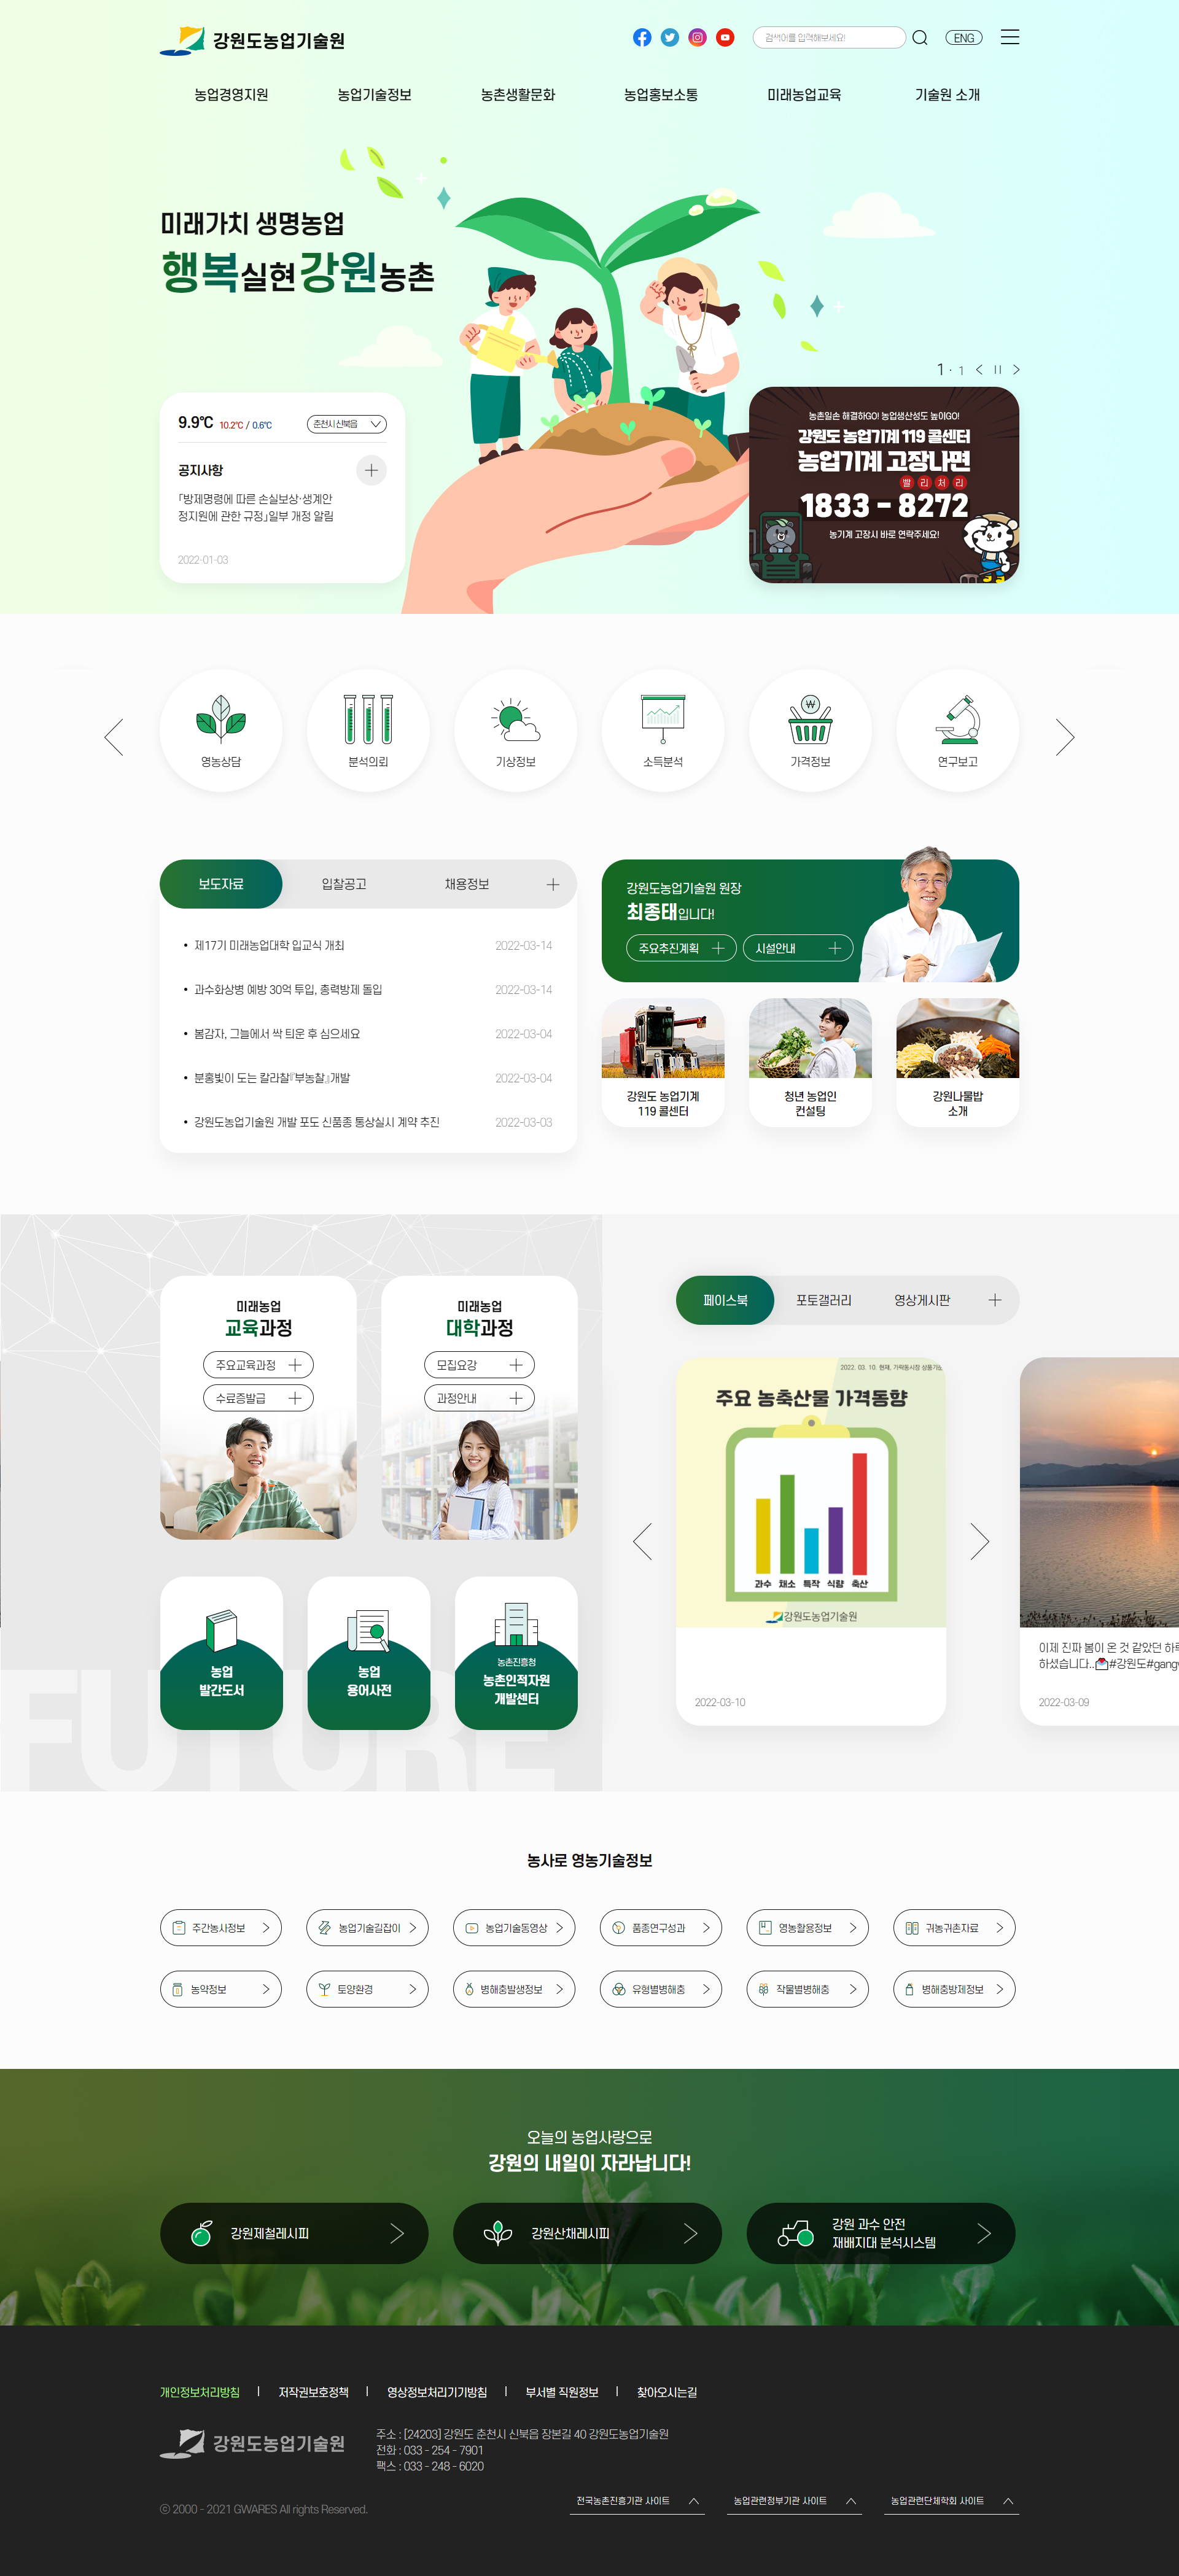 강원도농업기술원
검색어를 입력해보세요!
ENG
농업경영지원
농업기술정보
농촌생활문화
농업홍보소통
미래농업교육
기술원 소개
미래가치 생명농업
행복실현 강원농촌
1 · 1
9.9℃ 10.2℃ / 0.6℃
춘천시 신북읍
공지사항
「방제명령에 따른 손실보상·생계안
정지원에 관한 규정」일부 개정 알림
2022-01-03
농촌일손 해결하GO! 농업생산성도 높이GO!
강원도 농업기계 119 콜센터
농업기계 고장나면
빨리처리
1833 - 8272
농기계 고장시 바로 연락주세요!
영농상담
분석의뢰
기상정보
소득분석
가격정보
연구보고
보도자료
입찰공고
채용정보
제17기 미래농업대학 입교식 개최 2022-03-14
과수화상병 예방 30억 투입, 총력방제 돌입 2022-03-14
봄감자, 그늘에서 싹 틔운 후 심으세요 2022-03-04
분홍빛이 도는 찰라찰『부농찰』개발 2022-03-04
강원도농업기술원 개발 포도 신품종 통상실시 계약 추진 2022-03-03
강원도농업기술원 원장
최종태입니다!
주요추진계획
시설안내
강원도 농업기계
119 콜센터
청년 농업인
컨설팅
강원나물밥
소개
미래농업
교육과정
주요교육과정
수료증발급
미래농업
대학과정
모집요강
과정안내
농업
발간도서
농업
용어사전
농촌진흥청
농촌인적자원
개발센터
FUTURE
페이스북
포토갤러리
영상게시판
2022. 03. 10. 현재, 가락동시장 상품기준
주요 농축산물 가격동향
과수 채소 특작 식량 축산
강원도농업기술원
2022-03-10
이제 진짜 봄이 온 것 같았던 하루
하셨습니다..#강원도#gangw
2022-03-09
농사로 영농기술정보
주간농사정보
농업기술길잡이
농업기술동영상
품종연구성과
영농활용정보
귀농귀촌자료
농약정보
토양환경
병해충발생정보
유형별병해충
작물별병해충
병해충방제정보
오늘의 농업사랑으로
강원의 내일이 자라납니다!
강원제철레시피
강원산채레시피
강원 과수 안전
재배지대 분석시스템
개인정보처리방침
저작권보호정책
영상정보처리기기방침
부서별 직원정보
찾아오시는길
강원도농업기술원
주소 : [24203] 강원도 춘천시 신북읍 장본길 40 강원도농업기술원
전화 : 033 - 254 - 7901
팩스 : 033 - 248 - 6020
ⓒ 2000 - 2021 GWARES All rights Reserved.
전국농촌진흥기관 사이트
농업관련정부기관 사이트
농업관련단체학회 사이트